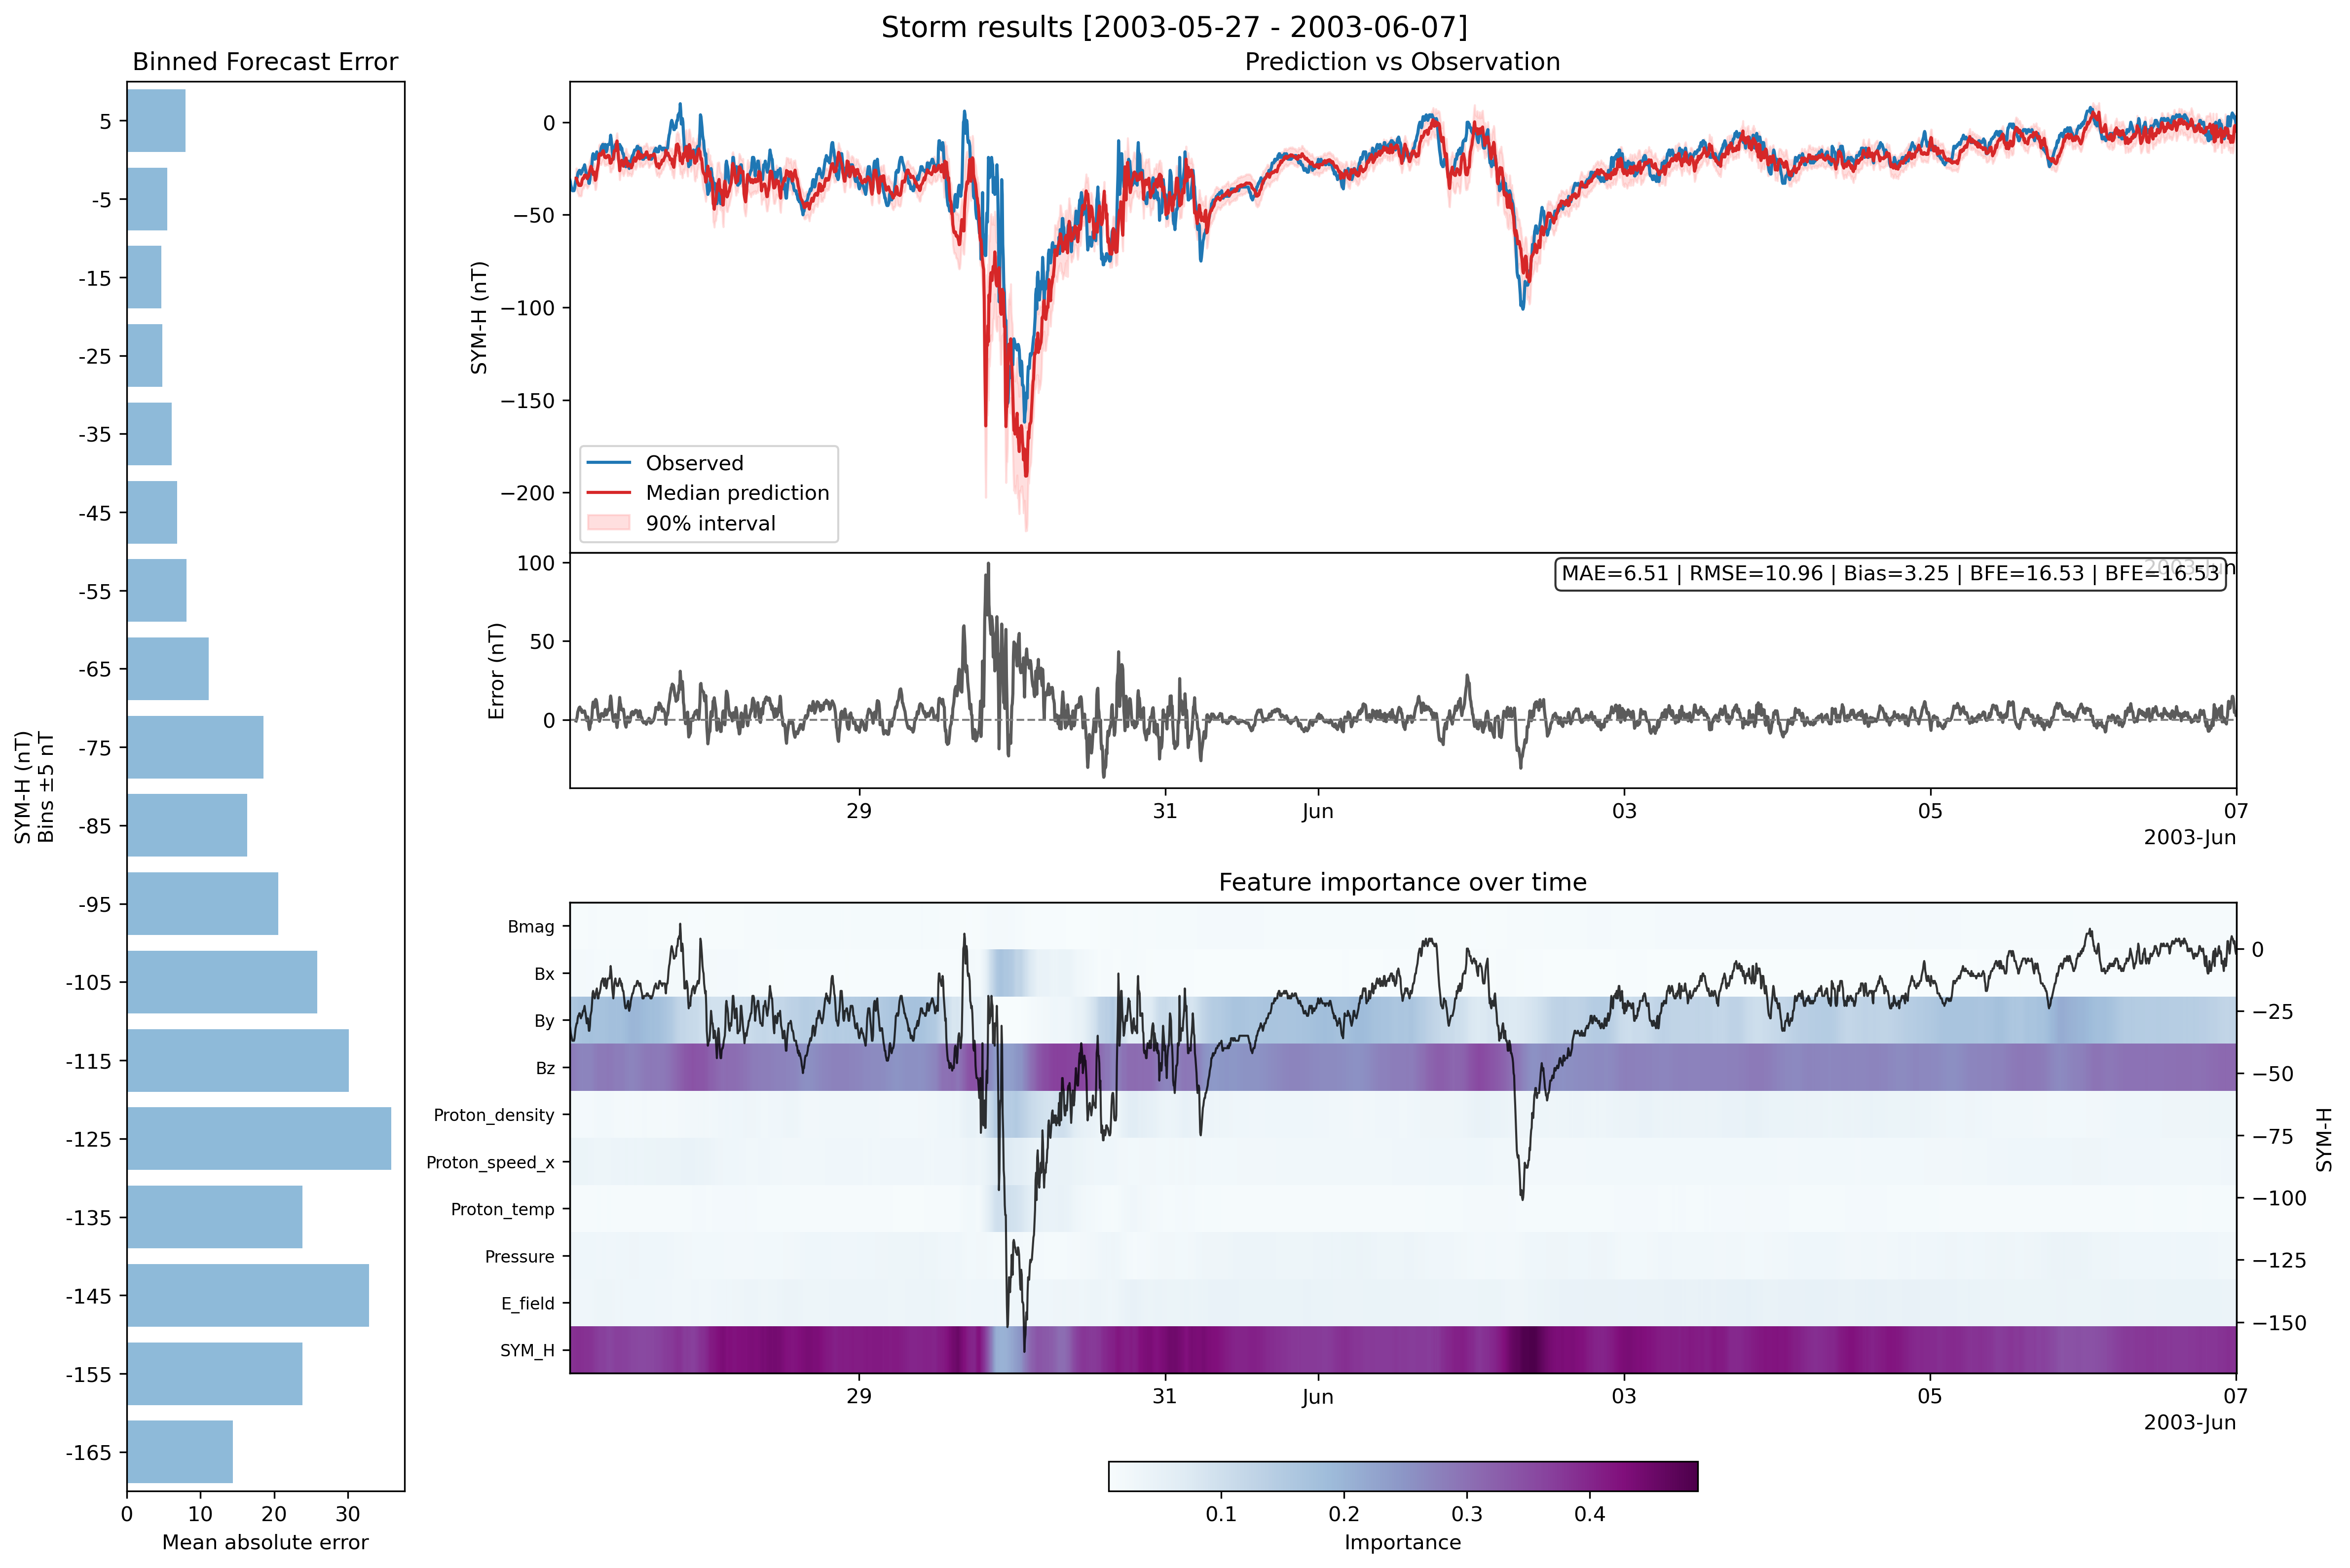 Storm results [2003-05-27 - 2003-06-07]
Binned Forecast Error
5
-5
-15
-25
-35
-45
-55
-65
-75
-85
-95
-105
-115
-125
-135
-145
-155
-165
SYM-H (nT)
Bins ±5 nT
0 10 20 30
Mean absolute error
Prediction vs Observation
0
−50
−100
−150
−200
SYM-H (nT)
Observed
Median prediction
90% interval
2003-Jun
MAE=6.51 | RMSE=10.96 | Bias=3.25 | BFE=16.53 | BFE=16.53
100
50
0
Error (nT)
29 31 Jun 03 05 07
2003-Jun
Feature importance over time
Bmag
Bx
By
Bz
Proton_density
Proton_speed_x
Proton_temp
Pressure
E_field
SYM_H
0
−25
−50
−75
−100
−125
−150
SYM-H
29 31 Jun 03 05 07
2003-Jun
0.1 0.2 0.3 0.4
Importance